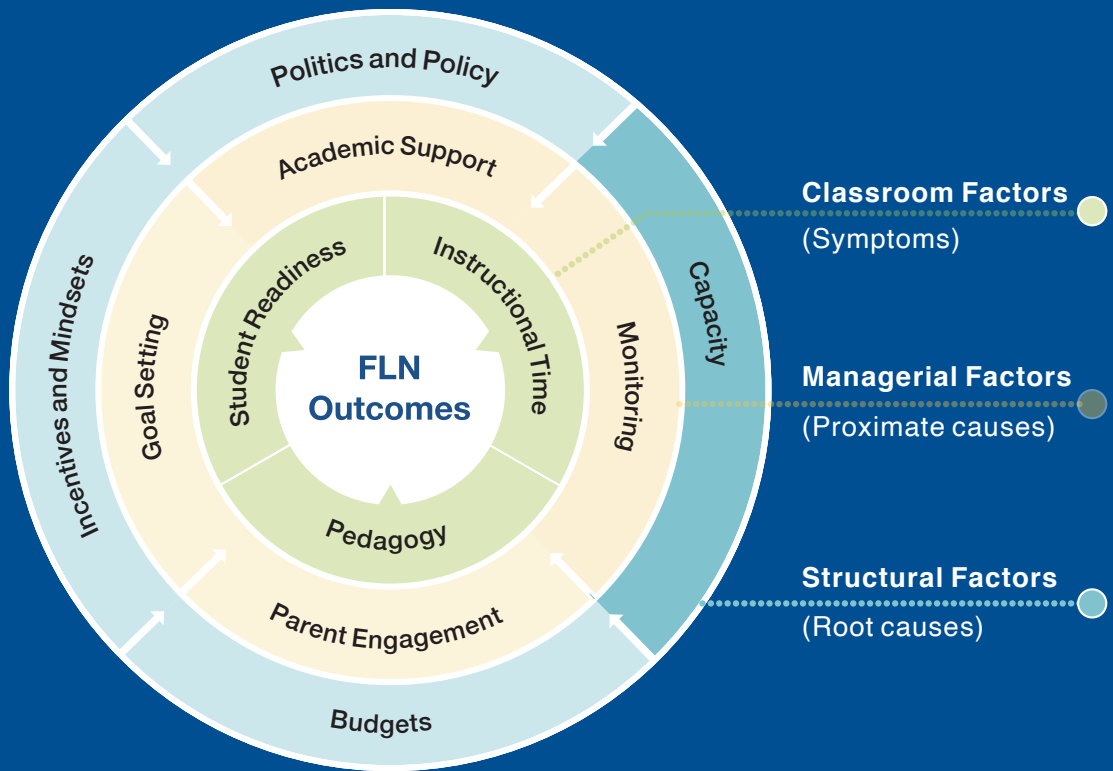 Politics and Policy
Academic Support
Student Readiness
Instructional Time
Incentives and Mindsets
Goal Setting
FLN
Outcomes
Monitoring
Capacity
Pedagogy
Parent Engagement
Budgets
Classroom Factors
(Symptoms)
Managerial Factors
(Proximate causes)
Structural Factors
(Root causes)